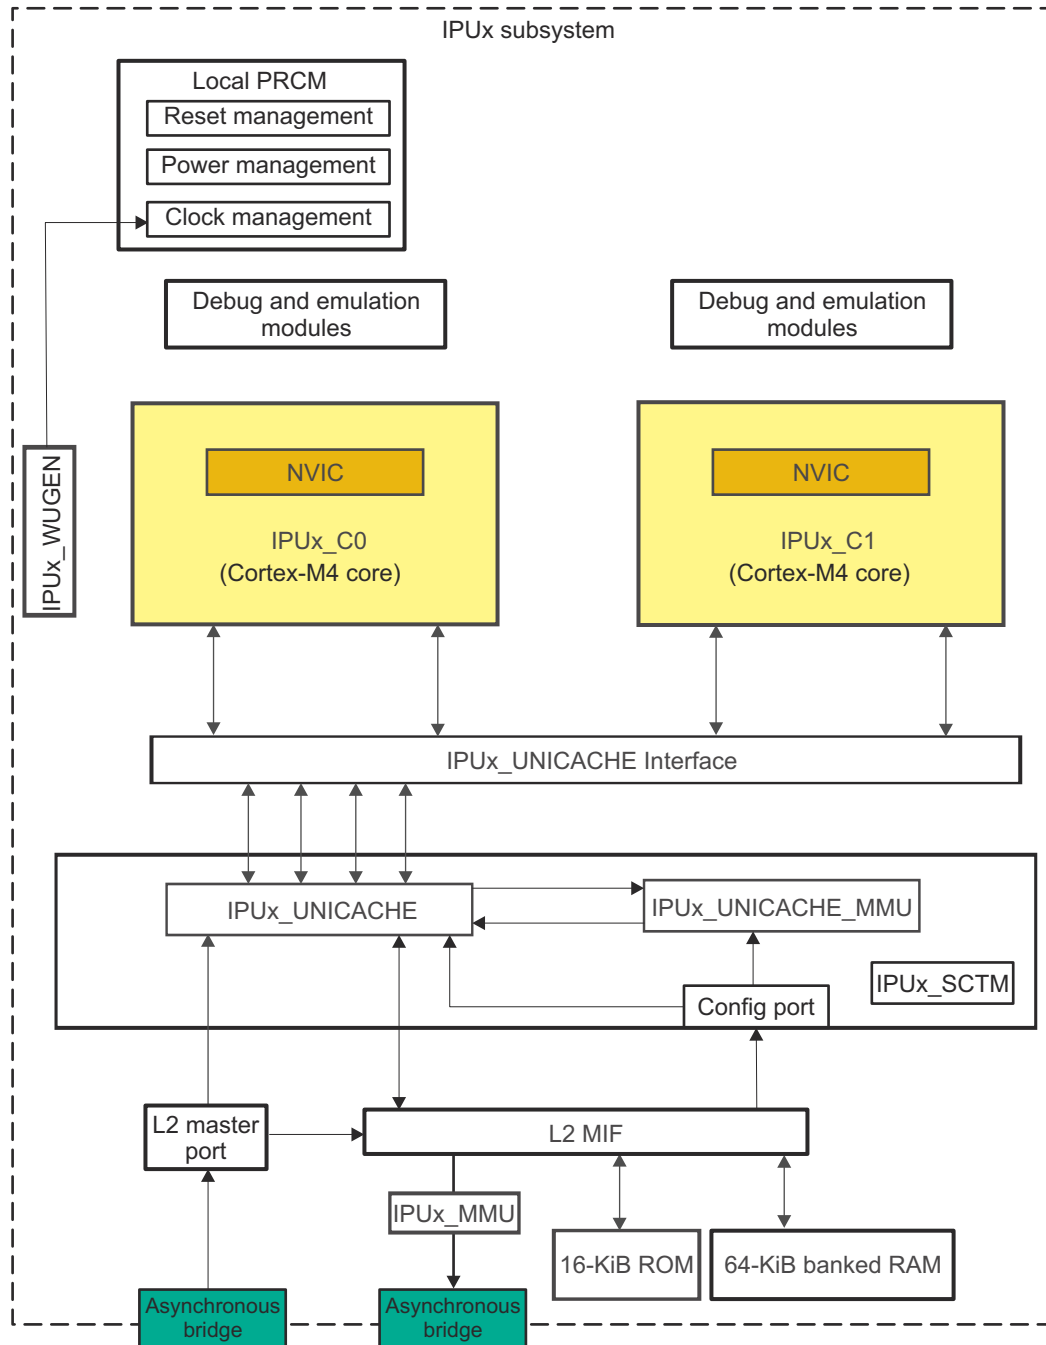 IPUx subsystem
Local PRCM
Reset management
Power management
Clock management
Debug and emulation
modules
Debug and emulation
modules
IPUx_WUGEN
NVIC
IPUx_C0
(Cortex-M4 core)
NVIC
IPUx_C1
(Cortex-M4 core)
IPUx_UNICACHE Interface
IPUx_UNICACHE
IPUx_UNICACHE_MMU
IPUx_SCTM
Config port
L2 master
port
L2 MIF
IPUx_MMU
16-KiB ROM
64-KiB banked RAM
Asynchronous
bridge
Asynchronous
bridge